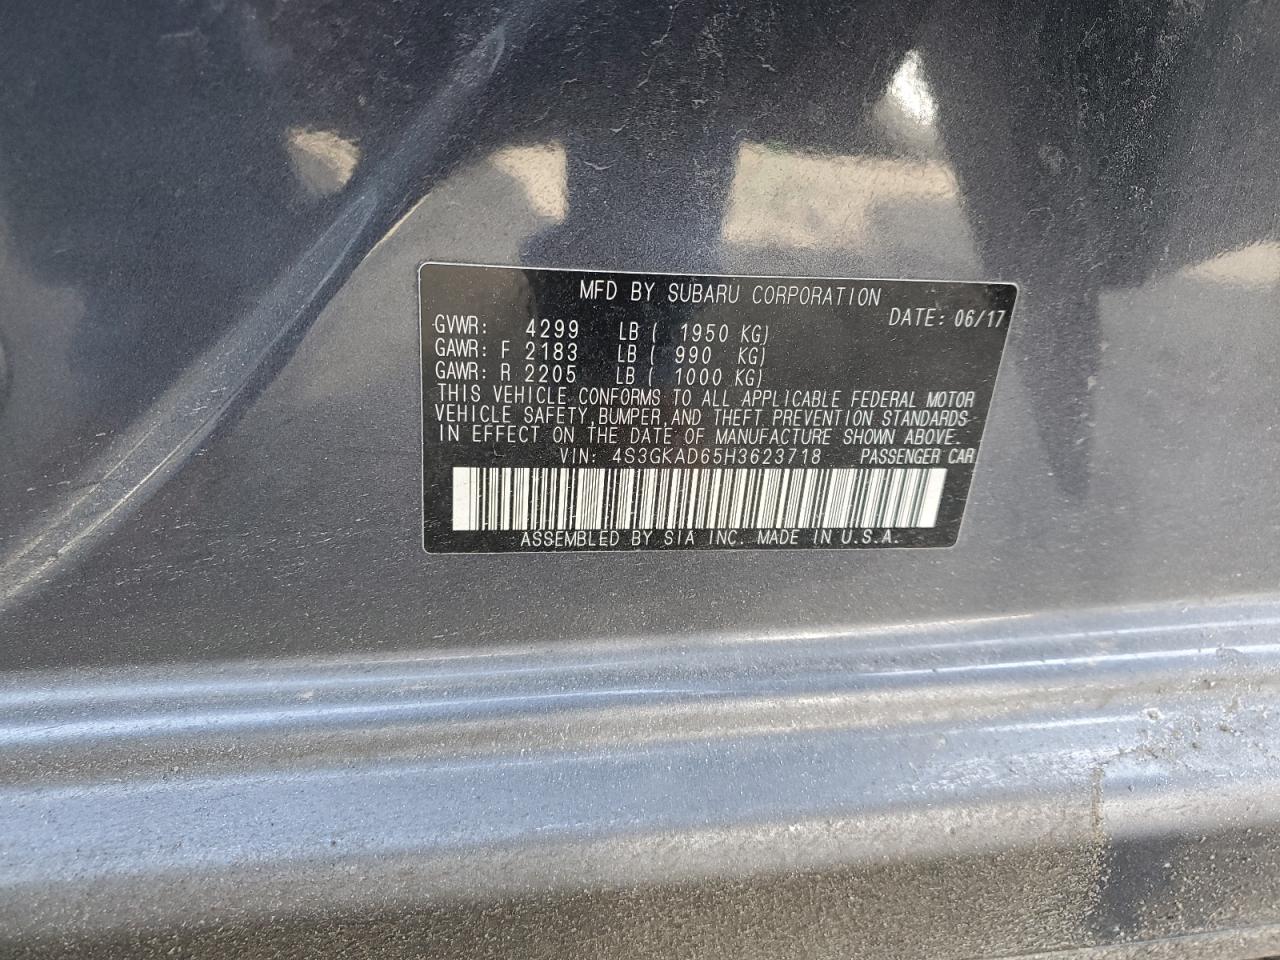 MFD BY SUBARU CORPORATION
DATE: 06/17
GVWR: 4299 LB ( 1950 KG)
GAWR: F 2183 LB ( 990 KG)
GAWR: R 2205 LB ( 1000 KG)
THIS VEHICLE CONFORMS TO ALL APPLICABLE FEDERAL MOTOR
VEHICLE SAFETY, BUMPER, AND THEFT PREVENTION STANDARDS
IN EFFECT ON THE DATE OF MANUFACTURE SHOWN ABOVE.
VIN: 4S3GKAD65H3623718 PASSENGER CAR
ASSEMBLED BY SIA INC. MADE IN U.S.A.